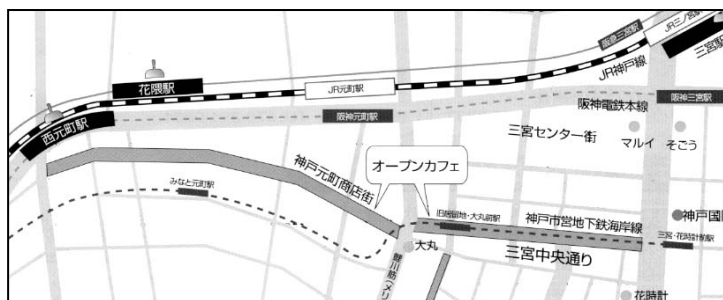 阪急三宮駅
JR三ノ宮駅
三宮駅
JR神戸線
花隈駅
JR元町駅
阪神三宮駅
阪神電鉄本線
西元町駅
阪神元町駅
三宮センター街
マルイ
そごう
オープンカフェ
みなと元町駅
神戸元町商店街
旧居留地・大丸前駅
神戸市営地下鉄海岸線
神戸国
三宮・花時計前駅
大丸
三宮中央通り
鯉川筋(メリ
花時計